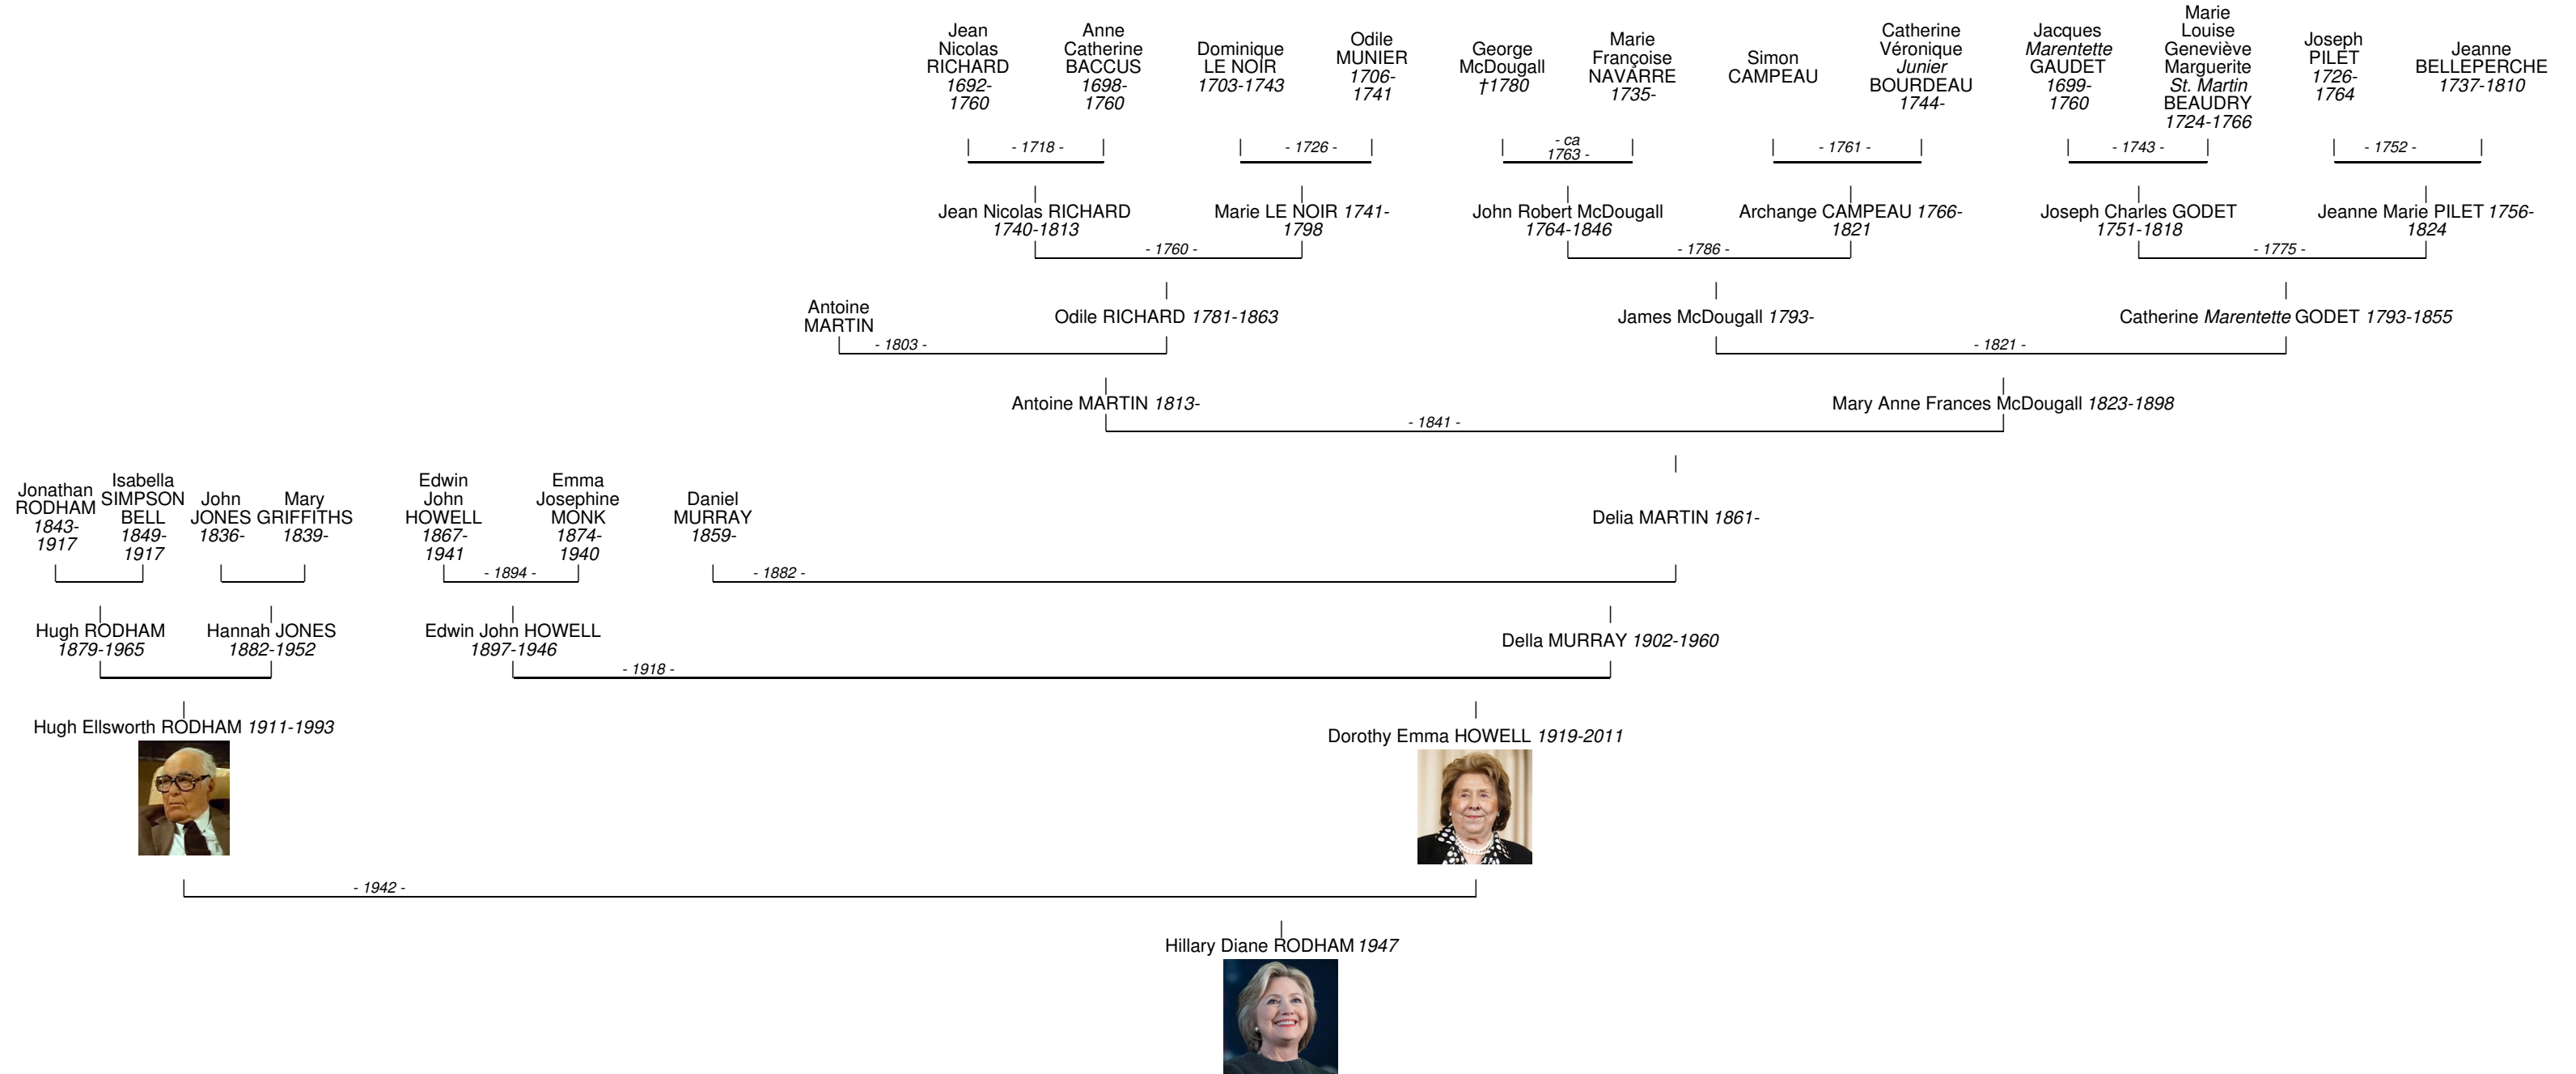 Jean
Nicolas
RICHARD
1692-
1760
Anne
Catherine
BACCUS
1698-
1760
Dominique
LE NOIR
1703-1743
Odile
MUNIER
1706-
1741
George
McDougall
†1780
Marie
Françoise
NAVARRE
1735-
Simon
CAMPEAU
Catherine
Véronique
Junier
BOURDEAU
1744-
Jacques
Marentette
GAUDET
1699-
1760
Marie
Louise
Geneviève
Marguerite
St. Martin
BEAUDRY
1724-1766
Joseph
PILET
1726-
1764
Jeanne
BELLEPERCHE
1737-1810
- 1718 -
- 1726 -
- ca
1763 -
- 1761 -
- 1743 -
- 1752 -
Jean Nicolas RICHARD
1740-1813
Marie LE NOIR 1741-
1798
John Robert McDougall
1764-1846
Archange CAMPEAU 1766-
1821
Joseph Charles GODET
1751-1818
Jeanne Marie PILET 1756-
1824
- 1760 -
- 1786 -
- 1775 -
Antoine
MARTIN
Odile RICHARD 1781-1863
James McDougall 1793-
Catherine Marentette GODET 1793-1855
- 1803 -
- 1821 -
Antoine MARTIN 1813-
Mary Anne Frances McDougall 1823-1898
- 1841 -
Jonathan
RODHAM
1843-
1917
Isabella
SIMPSON
BELL
1849-
1917
John
JONES
1836-
Mary
GRIFFITHS
1839-
Edwin
John
HOWELL
1867-
1941
Emma
Josephine
MONK
1874-
1940
Daniel
MURRAY
1859-
Delia MARTIN 1861-
- 1894 -
- 1882 -
Hugh RODHAM
1879-1965
Hannah JONES
1882-1952
Edwin John HOWELL
1897-1946
Della MURRAY 1902-1960
- 1918 -
Hugh Ellsworth RODHAM 1911-1993
Dorothy Emma HOWELL 1919-2011
- 1942 -
Hillary Diane RODHAM 1947